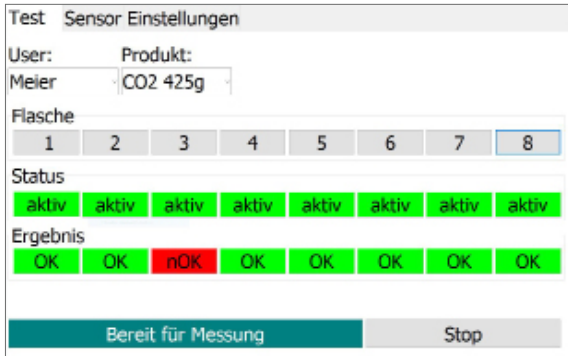 Test Sensor Einstellungen
User: Produkt:
Meier CO2 425g
Flasche
1 2 3 4 5 6 7 8
Status
aktiv aktiv aktiv aktiv aktiv aktiv aktiv aktiv
Ergebnis
OK OK nOK OK OK OK OK OK
Bereit für Messung Stop